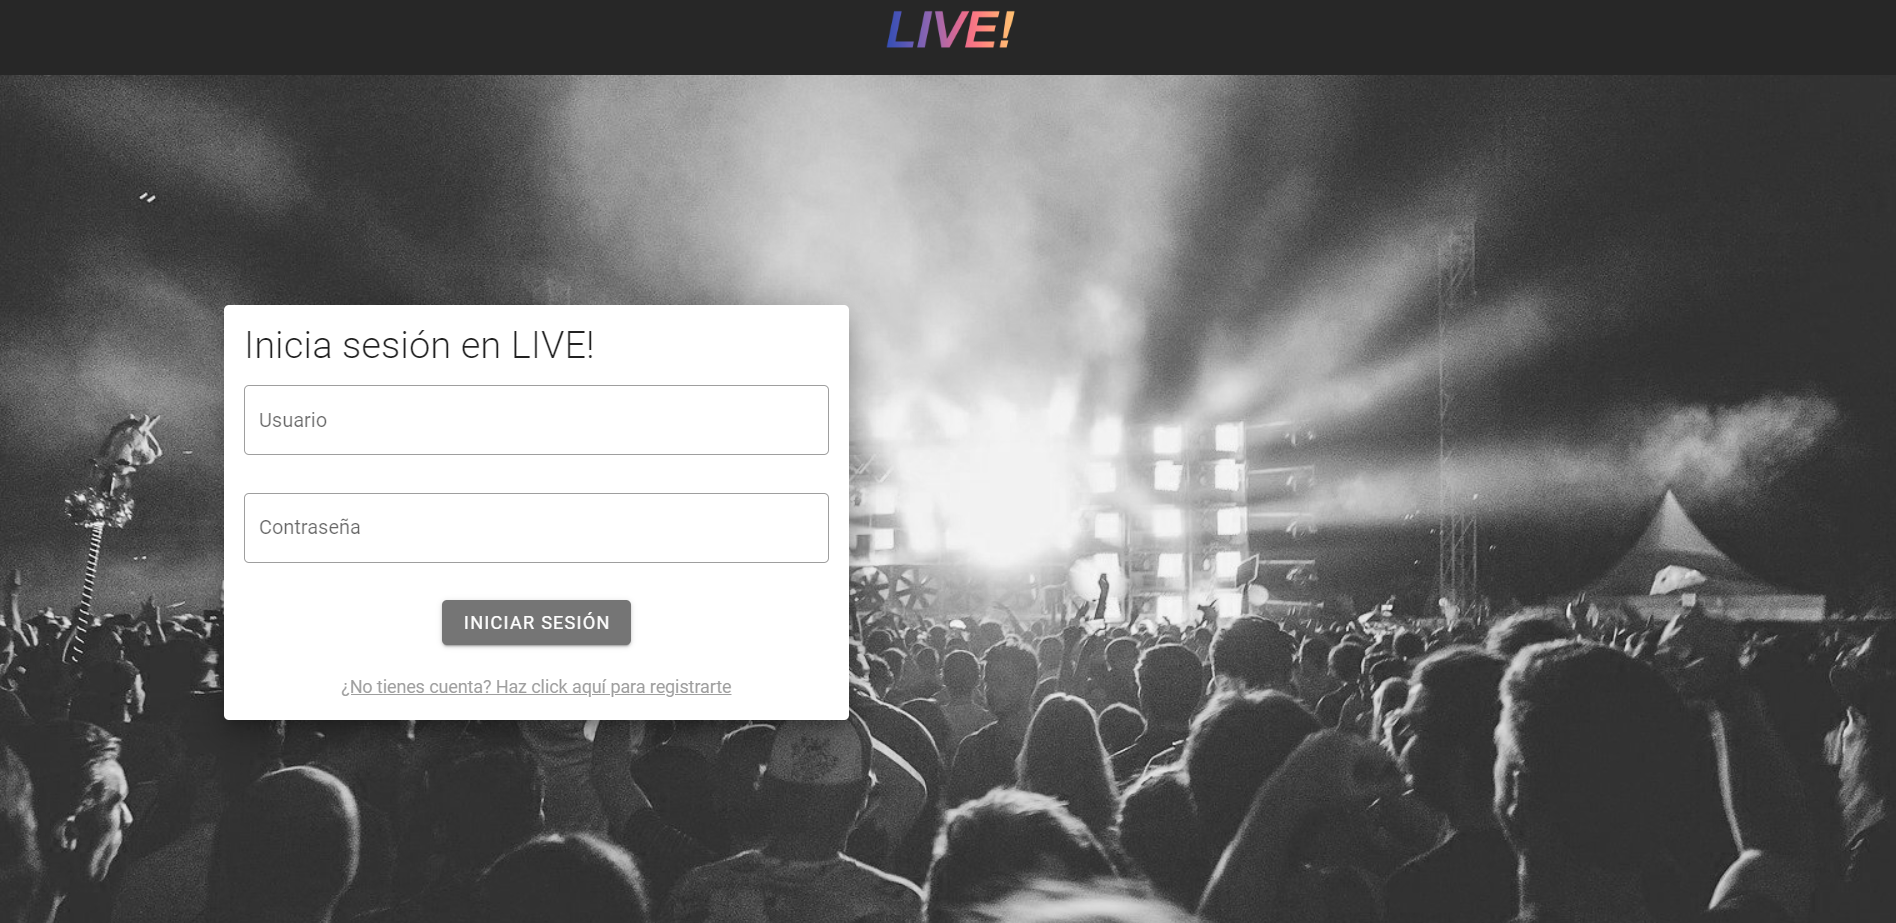 LIVE!
Inicia sesión en LIVE!
Usuario
Contraseña
INICIAR SESIÓN
¿No tienes cuenta? Haz click aquí para registrarte